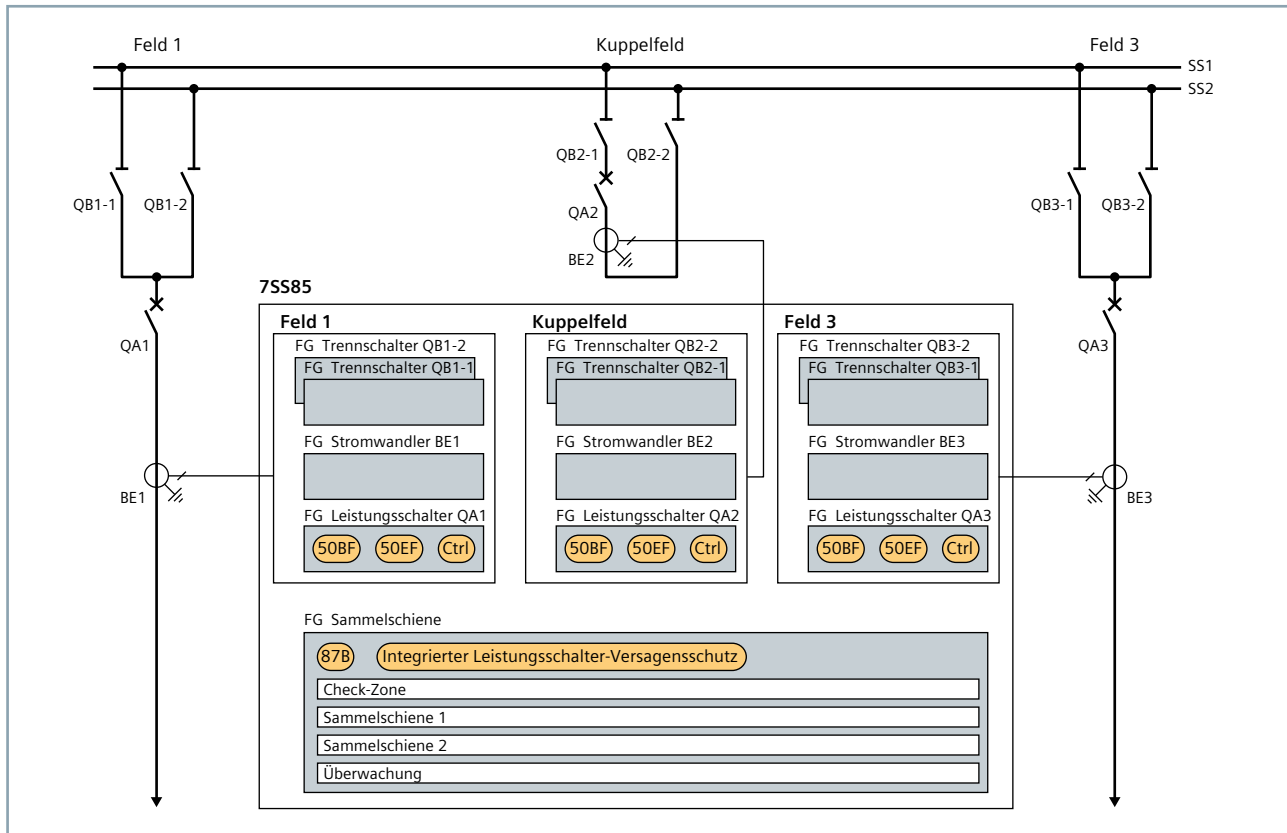 Feld 1
Kuppelfeld
Feld 3
SS1
SS2
QB1-1
QB1-2
QB2-1
QB2-2
QB3-1
QB3-2
QA2
BE2
QA1
QA3
BE1
BE3
7SS85
Feld 1
FG Trennschalter QB1-2
FG Trennschalter QB1-1
FG Stromwandler BE1
FG Leistungsschalter QA1
50BF 50EF Ctrl
Kuppelfeld
FG Trennschalter QB2-2
FG Trennschalter QB2-1
FG Stromwandler BE2
FG Leistungsschalter QA2
50BF 50EF Ctrl
Feld 3
FG Trennschalter QB3-2
FG Trennschalter QB3-1
FG Stromwandler BE3
FG Leistungsschalter QA3
50BF 50EF Ctrl
FG Sammelschiene
87B Integrierter Leistungsschalter-Versagensschutz
Check-Zone
Sammelschiene 1
Sammelschiene 2
Überwachung